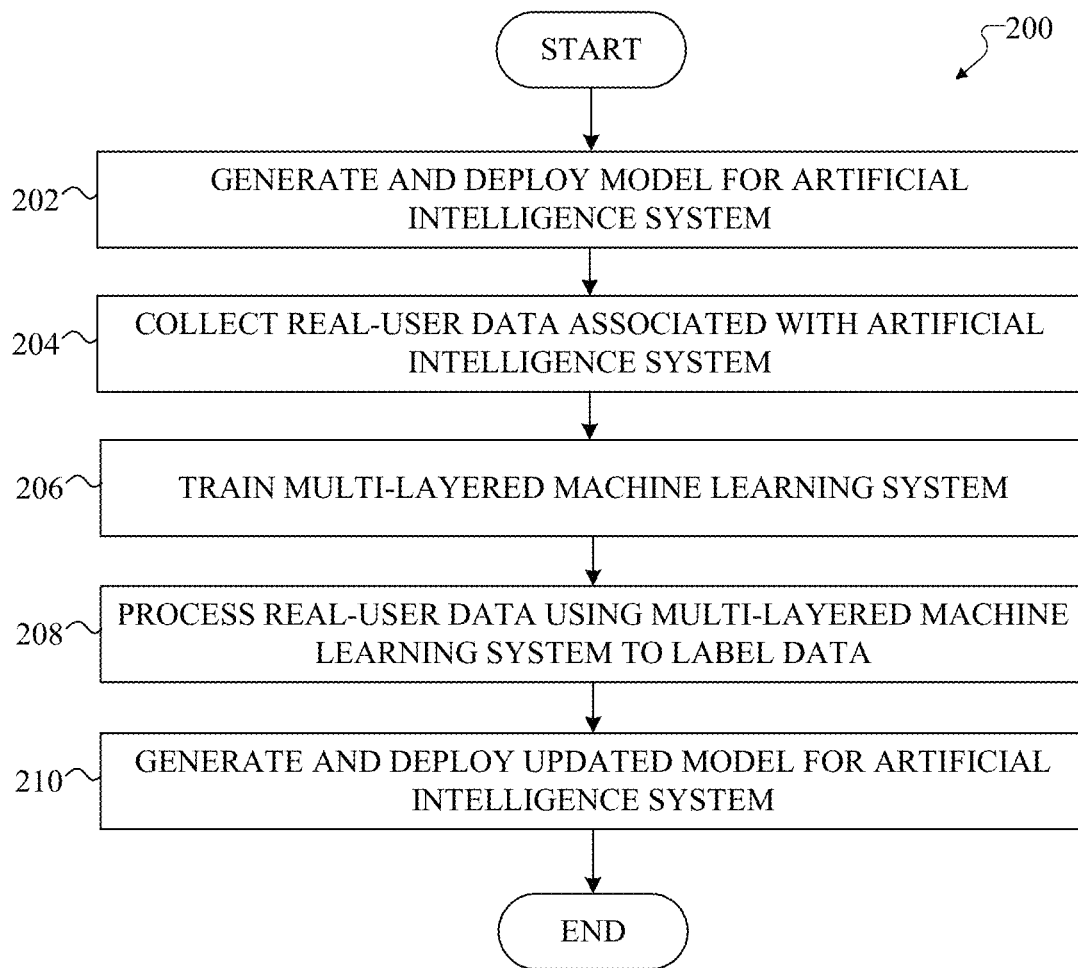 START
200
202
GENERATE AND DEPLOY MODEL FOR ARTIFICIAL
INTELLIGENCE SYSTEM
204
COLLECT REAL-USER DATA ASSOCIATED WITH ARTIFICIAL
INTELLIGENCE SYSTEM
206
TRAIN MULTI-LAYERED MACHINE LEARNING SYSTEM
208
PROCESS REAL-USER DATA USING MULTI-LAYERED MACHINE
LEARNING SYSTEM TO LABEL DATA
210
GENERATE AND DEPLOY UPDATED MODEL FOR ARTIFICIAL
INTELLIGENCE SYSTEM
END